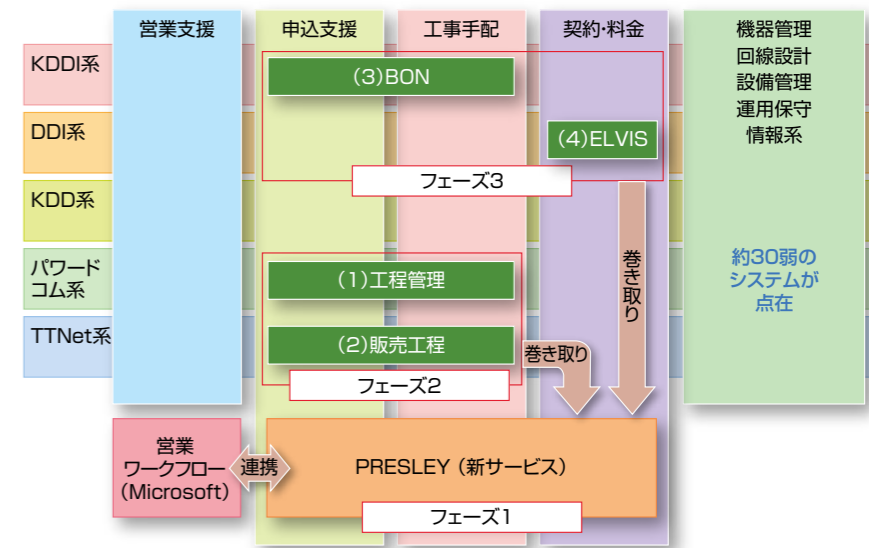 営業支援
申込支援
工事手配
契約・料金
機器管理
回線設計
設備管理
運用保守
情報系
KDDI系
(3)BON
DDI系
(4)ELVIS
フェーズ3
KDD系
パワード
コム系
(1)工程管理
巻き取り
約30弱の
システムが
点在
TTNet系
(2)販売工程
巻き取り
フェーズ2
営業
ワークフロー
(Microsoft)
連携
PRESLEY(新サービス)
フェーズ1